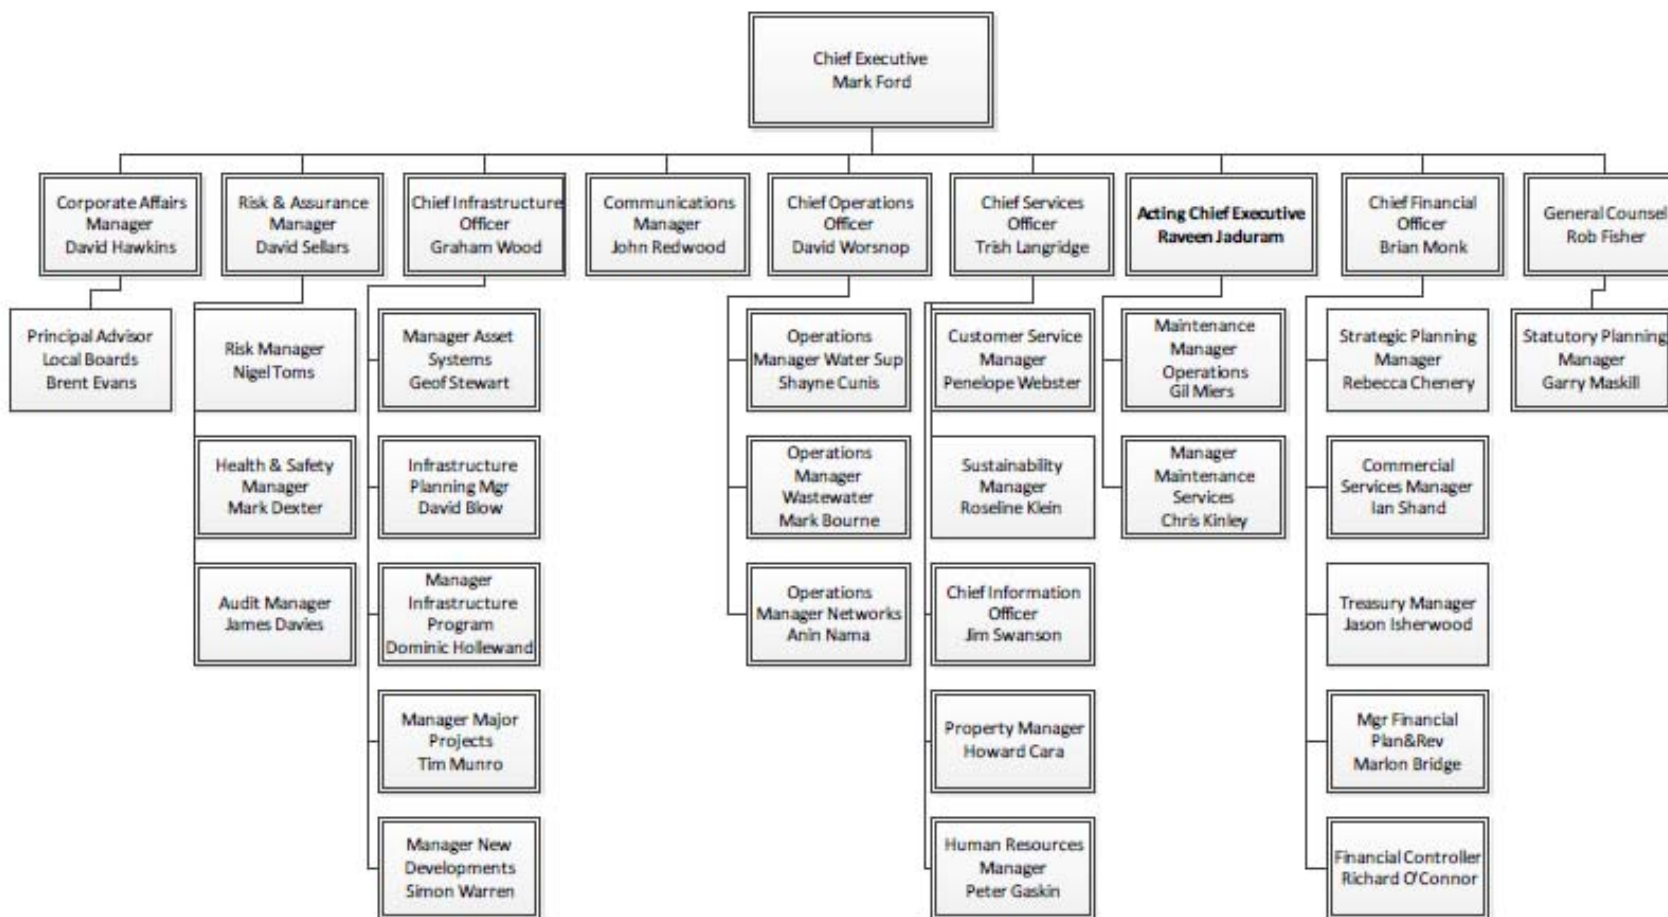 Chief Executive
Mark Ford
Corporate Affairs
Manager
David Hawkins
Risk & Assurance
Manager
David Sellars
Chief Infrastructure
Officer
Graham Wood
Communications
Manager
John Redwood
Chief Operations
Officer
David Worsnop
Chief Services
Officer
Trish Langridge
Acting Chief Executive
Raveen Jaduram
Chief Financial
Officer
Brian Monk
General Counsel
Rob Fisher
Principal Advisor
Local Boards
Brent Evans
Risk Manager
Nigel Toms
Manager Asset
Systems
Geof Stewart
Operations
Manager Water Sup
Shayne Cunis
Customer Service
Manager
Penelope Webster
Maintenance
Manager
Operations
Gil Miers
Strategic Planning
Manager
Rebecca Chenery
Statutory Planning
Manager
Garry Maskill
Health & Safety
Manager
Mark Dexter
Infrastructure
Planning Mgr
David Blow
Operations
Manager
Wastewater
Mark Bourne
Sustainability
Manager
Roseline Klein
Manager
Maintenance
Services
Chris Kinley
Commercial
Services Manager
Ian Shand
Audit Manager
James Davies
Manager
Infrastructure
Program
Dominic Hollewand
Operations
Manager Networks
Anin Nama
Chief Information
Officer
Jim Swanson
Treasury Manager
Jason Isherwood
Manager Major
Projects
Tim Munro
Property Manager
Howard Cara
Mgr Financial
Plan&Rev
Marlon Bridge
Manager New
Developments
Simon Warren
Human Resources
Manager
Peter Gaskin
Financial Controller
Richard O'Connor